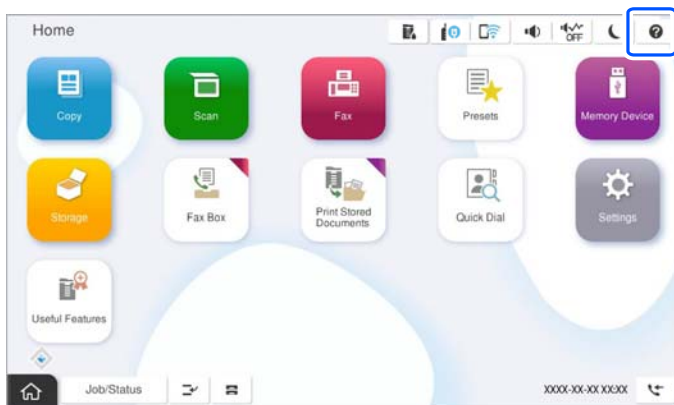 Home
OFF
?
Copy
Scan
Fax
Presets
Memory Device
Storage
Fax Box
Print Stored
Documents
Quick Dial
Settings
Useful Features
Job/Status
XXXX-XX-XX XX:XX